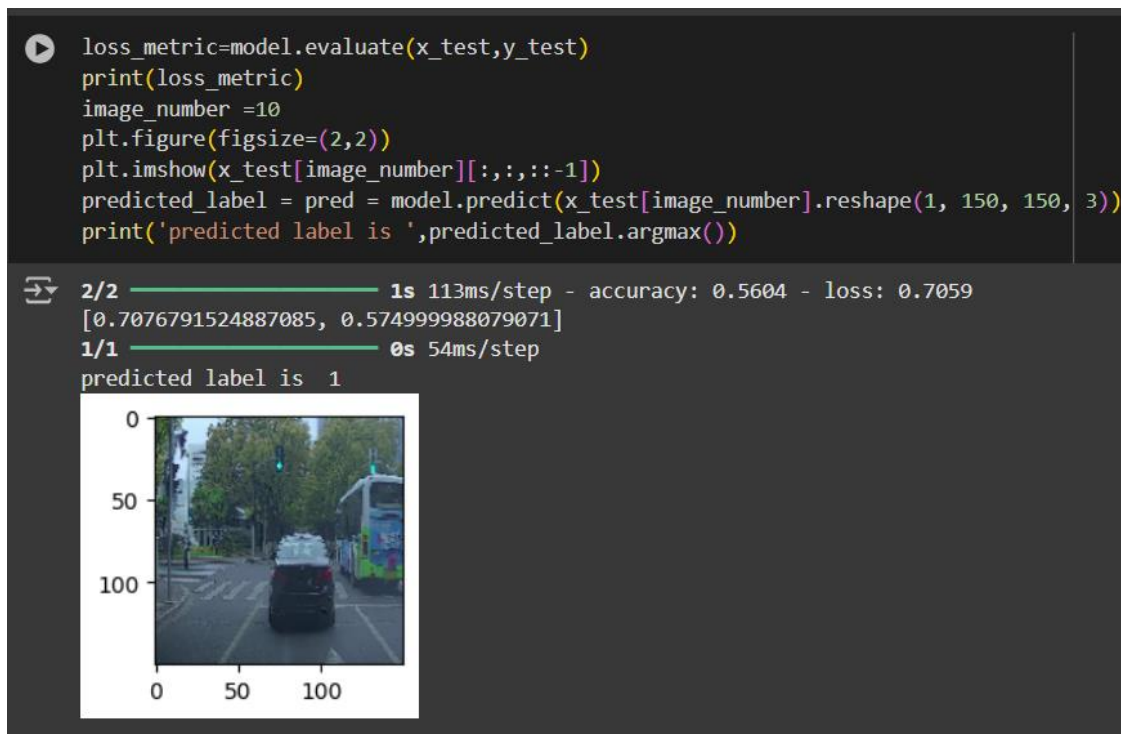 loss_metric=model.evaluate(x_test,y_test)
print(loss_metric)
image_number =10
plt.figure(figsize=(2,2))
plt.imshow(x_test[image_number][:,:,::-1])
predicted_label = pred = model.predict(x_test[image_number].reshape(1, 150, 150, 3))
print('predicted label is ',predicted_label.argmax())
2/2 ━━━━━━━━━━━━━━━━━━━━ 1s 113ms/step - accuracy: 0.5604 - loss: 0.7059
[0.7076791524887085, 0.574999988079071]
1/1 ━━━━━━━━━━━━━━━━━━━━ 0s 54ms/step
predicted label is  1
0
50
100
0 50 100